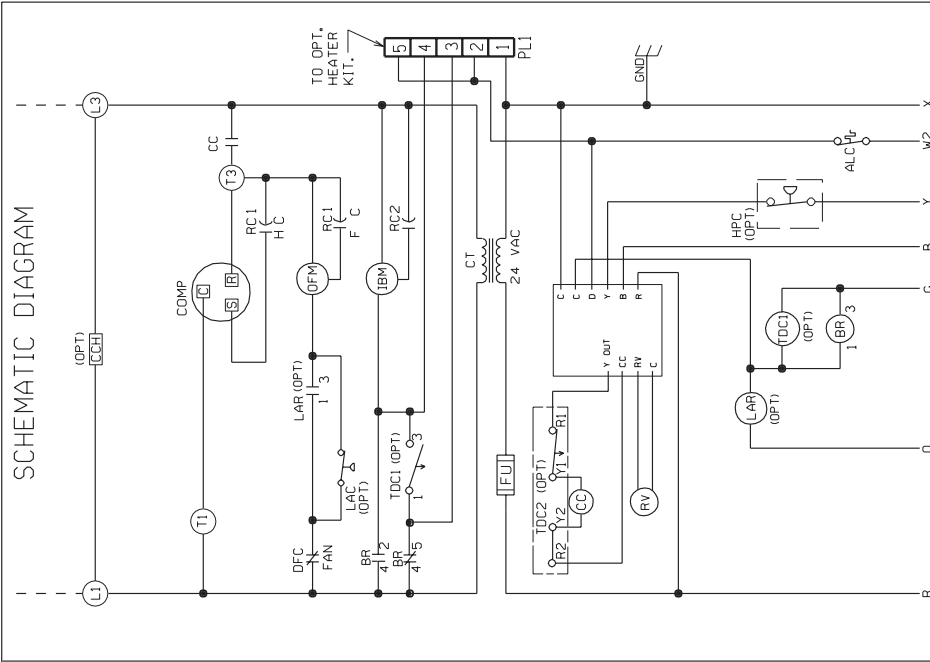 SCHEMATIC DIAGRAM
L1
(OPT)
CCH
L3
T1
COMP
C
S
R
T3
CC
RC1
H C
DFC
FAN
LAR (OPT)
1 3
LAC
(OPT)
OFM
RC1
F C
BR
4 2
BR
4 5
TDC1 (OPT)
1 3
IBM
RC2
TO OPT.
HEATER
KIT.
5 4 3 2 1
PL1
CT
24 VAC
FU
GND
TDC2 (OPT)
R2 Y2 Y1 R1
CC
RV
Y OUT
CC
RV
C
C
C
D
Y
B
R
HPC
(OPT)
ALC
LAR
(OPT)
TDC1
(OPT)
BR
1 3
X
W2
Y